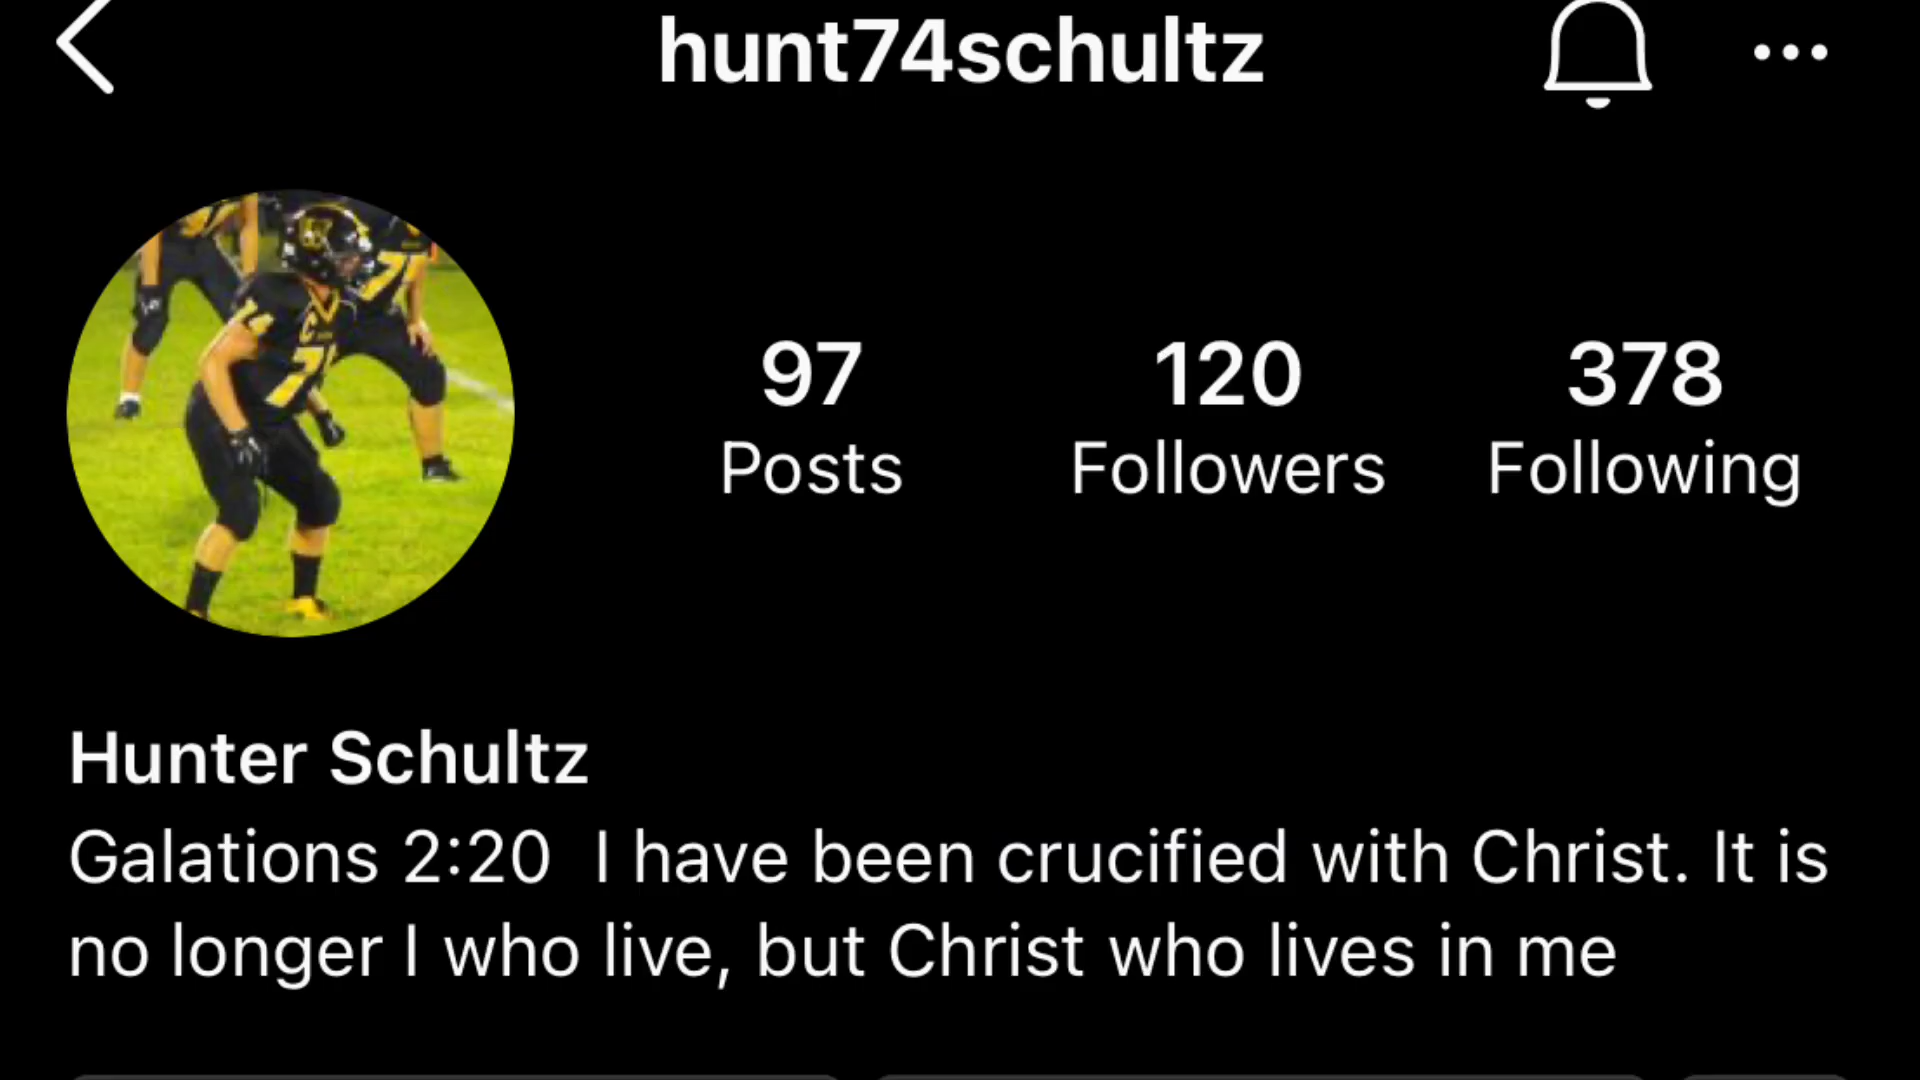 hunt74schultz
97
120
378
Posts
Followers
Following
Hunter Schultz
Galations 2:20  I have been crucified with Christ. It is
no longer I who live, but Christ who lives in me